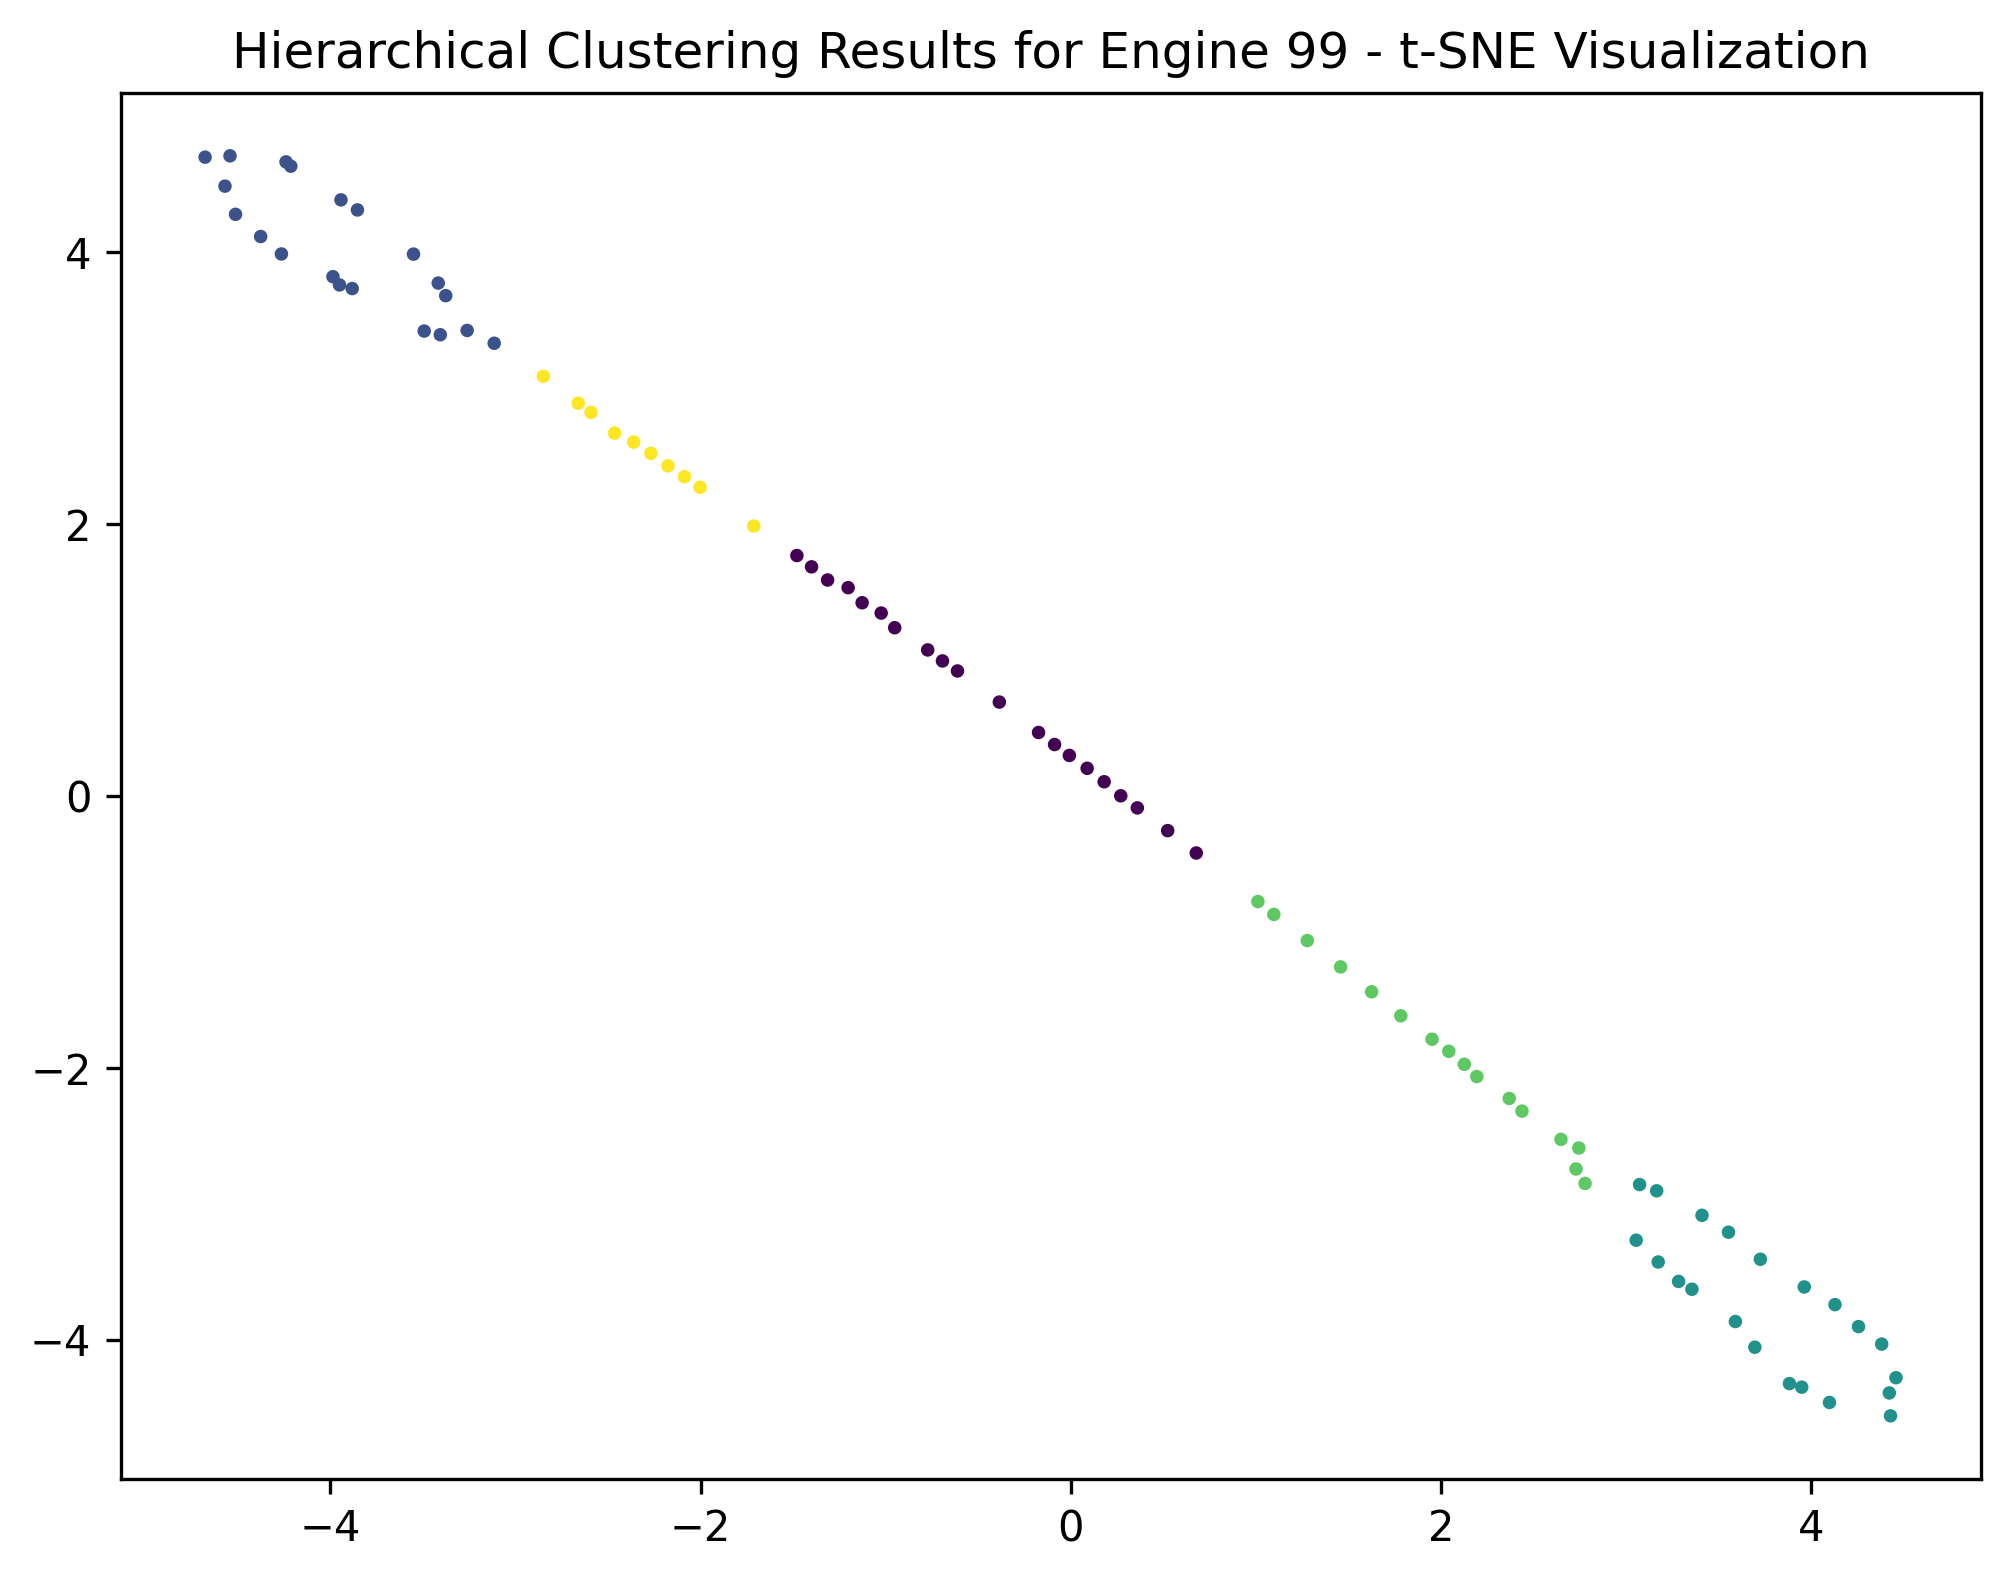 Hierarchical Clustering Results for Engine 99 - t-SNE Visualization
4
2
0
−2
−4
−4 −2 0 2 4